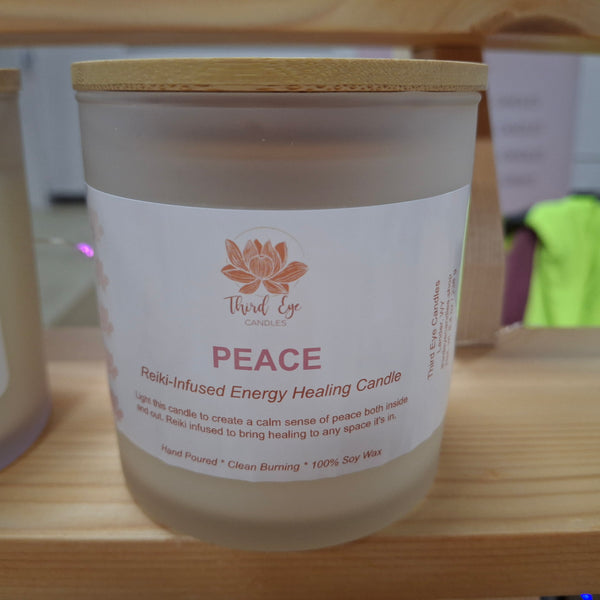 Third Eye
CANDLES
PEACE
Reiki-Infused Energy Healing Candle
Light this candle to create a calm sense of peace both inside
and out. Reiki infused to bring healing to any space it's in.
Hand Poured * Clean Burning * 100% Soy Wax
Third Eye Candles
Lander, WY